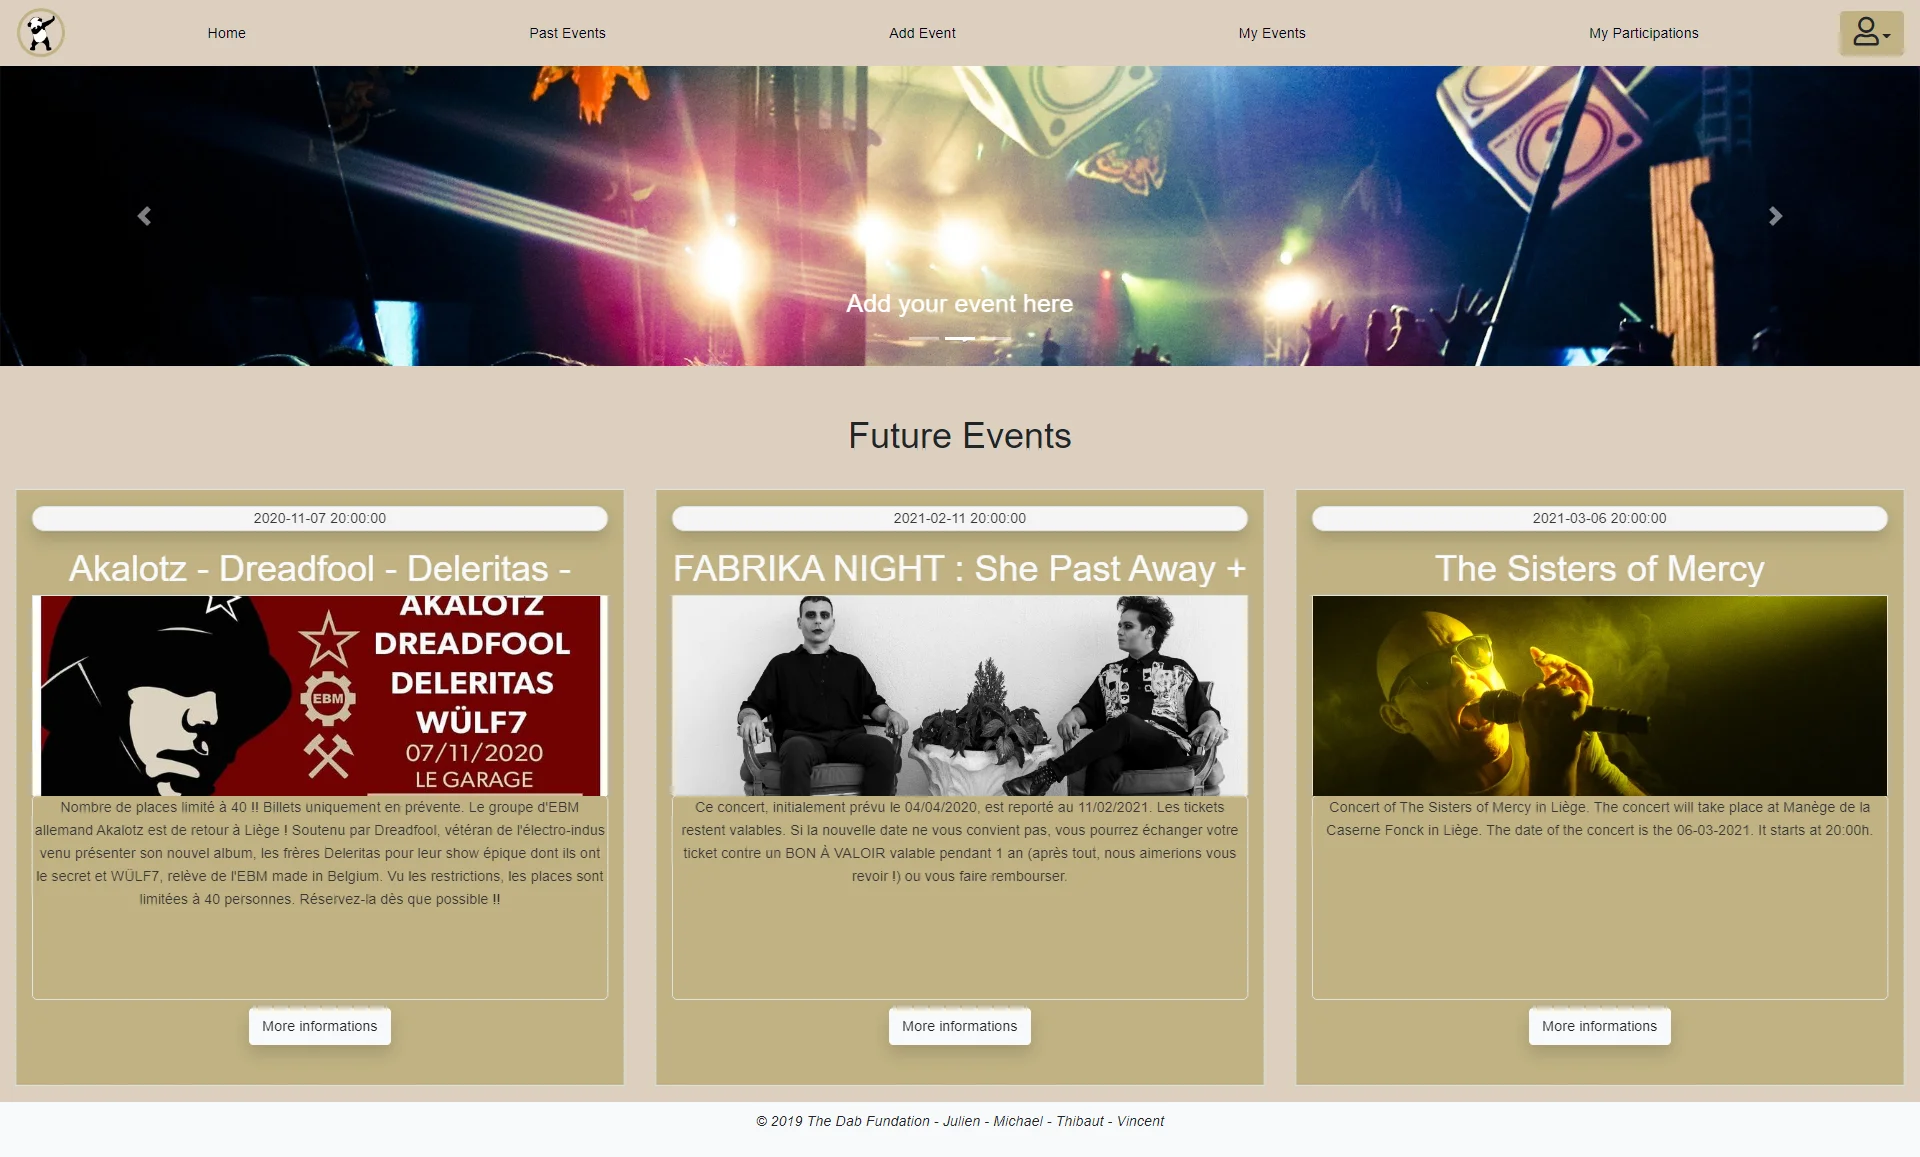 Home
Past Events
Add Event
My Events
My Participations
Add your event here
Future Events
2020-11-07 20:00:00
Akalotz - Dreadfool - Deleritas -
AKALOTZ
DREADFOOL
DELERITAS
WÜLF7
07/11/2020
LE GARAGE
EBM
Nombre de places limité à 40 !! Billets uniquement en prévente. Le groupe d'EBM
allemand Akalotz est de retour à Liège ! Soutenu par Dreadfool, vétéran de l'électro-indus
venu présenter son nouvel album, les frères Deleritas pour leur show épique dont ils ont
le secret et WÜLF7, relève de l'EBM made in Belgium. Vu les restrictions, les places sont
limitées à 40 personnes. Réservez-la dès que possible !!
More informations
2021-02-11 20:00:00
FABRIKA NIGHT : She Past Away +
Ce concert, initialement prévu le 04/04/2020, est reporté au 11/02/2021. Les tickets
restent valables. Si la nouvelle date ne vous convient pas, vous pourrez échanger votre
ticket contre un BON À VALOIR valable pendant 1 an (après tout, nous aimerions vous
revoir !) ou vous faire rembourser.
More informations
2021-03-06 20:00:00
The Sisters of Mercy
Concert of The Sisters of Mercy in Liège. The concert will take place at Manège de la
Caserne Fonck in Liège. The date of the concert is the 06-03-2021. It starts at 20:00h.
More informations
© 2019 The Dab Fundation - Julien - Michael - Thibaut - Vincent